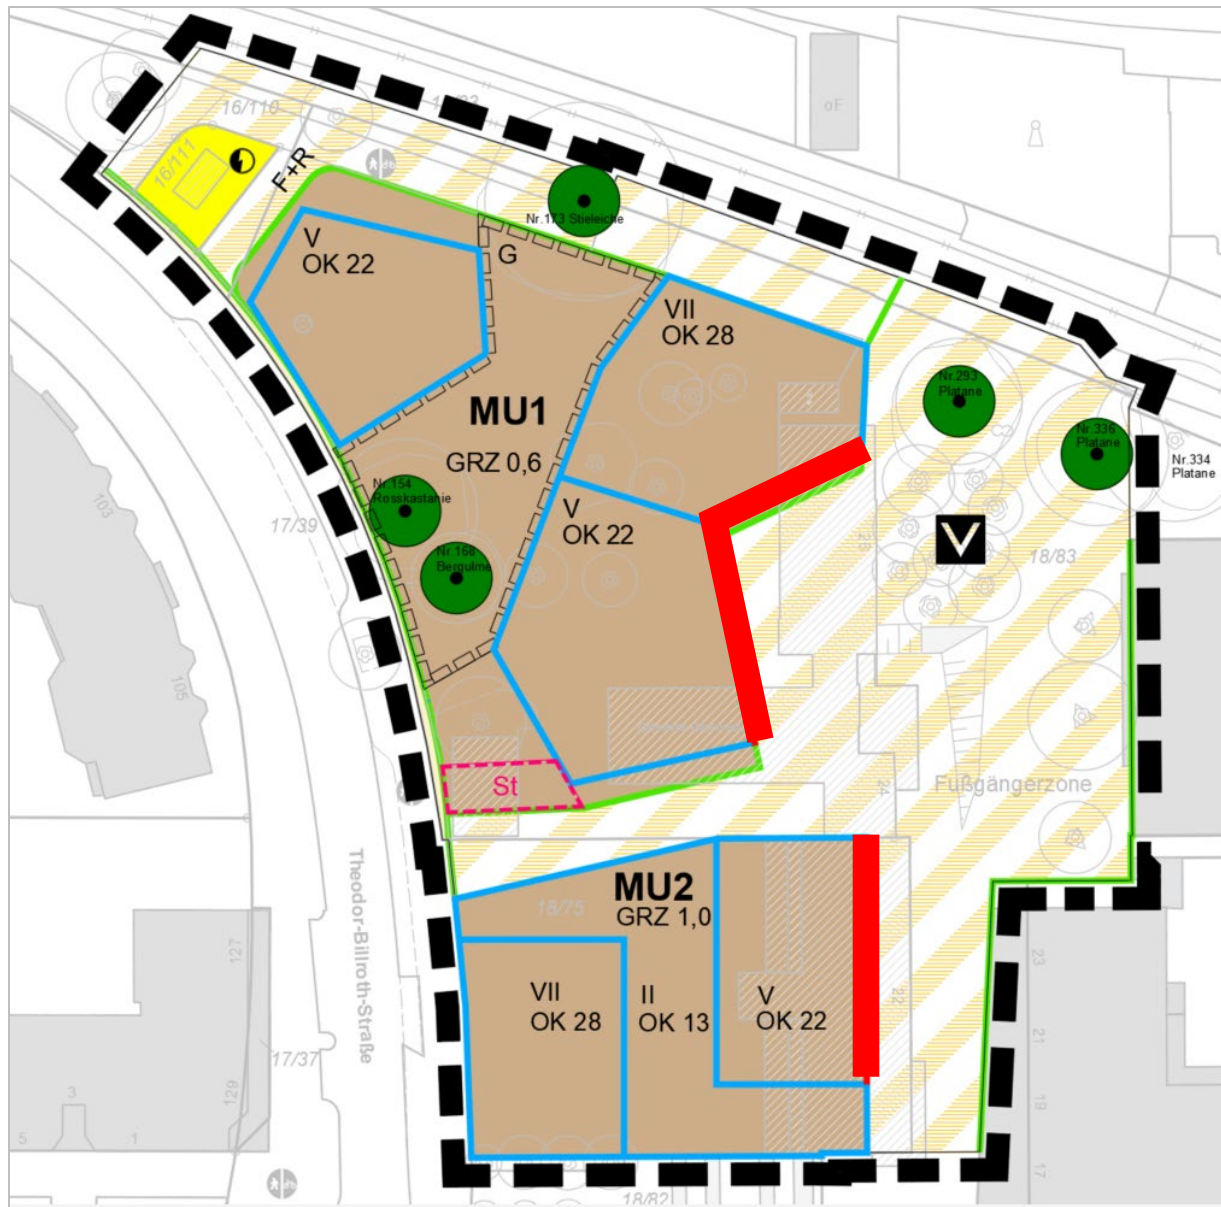 oF
16/110
16/111
F+R
Nr.173 Stieleiche
V
OK 22
G
VII
OK 28
Nr.293
Platane
Nr.336
Platane
Nr.334
Platane
MU1
GRZ 0,6
103
Nr.154
Rosskastanie
17/39
V
OK 22
Nr.168
Bergulme
18/83
105
St
24
Fußgängerzone
Theodor-Billroth-Straße
MU2
18/75
GRZ 1,0
127
VII
OK 28
II
OK 13
V
OK 22
22
23
21
17/37
129
19
3
5
1
17
18/82